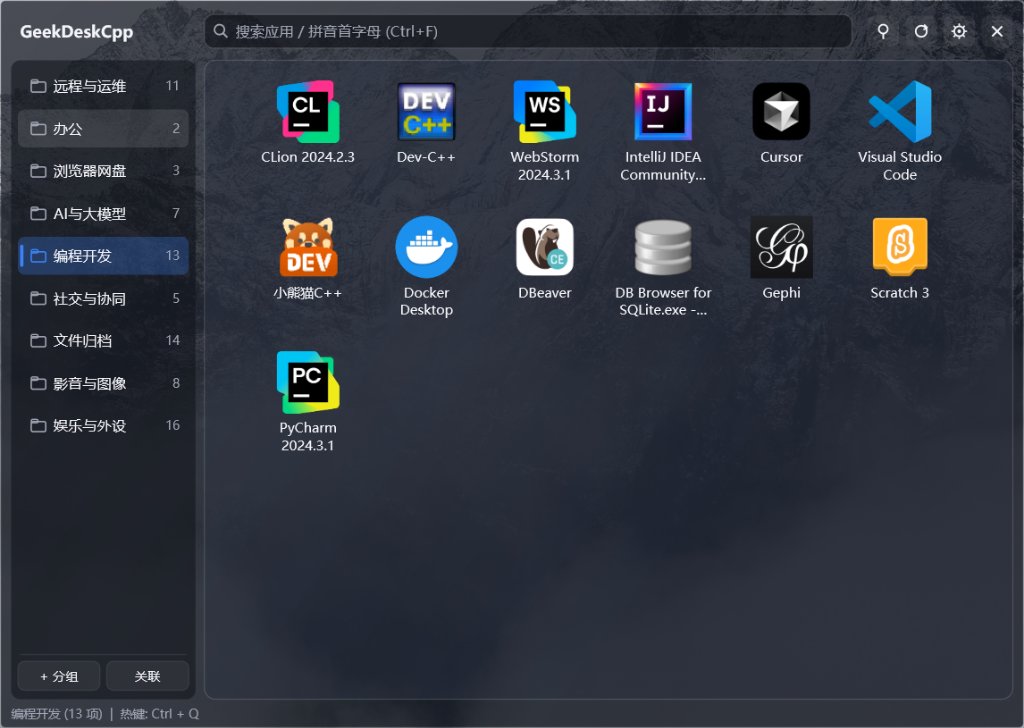 GeekDeskCpp
搜索应用 / 拼音首字母 (Ctrl+F)
远程与运维 11
办公 2
浏览器网盘 3
AI与大模型 7
编程开发 13
社交与协同 5
文件归档 14
影音与图像 8
娱乐与外设 16
+ 分组
关联
CL
DEV
C++
WS
IJ
CLion 2024.2.3
Dev-C++
WebStorm
2024.3.1
IntelliJ IDEA
Community...
Cursor
Visual Studio
Code
DEV
CE
Gp
S
小熊猫C++
Docker
Desktop
DBeaver
DB Browser for
SQLite.exe -...
Gephi
Scratch 3
PC
PyCharm
2024.3.1
编程开发 (13 项) | 热键: Ctrl + Q